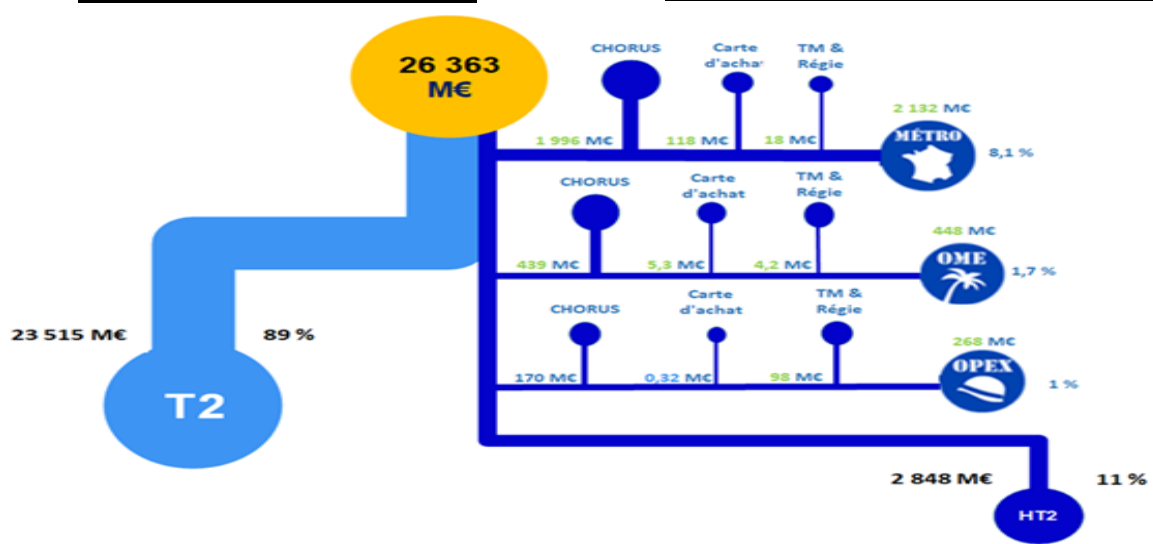 26 363
M€
CHORUS
Carte
d'achat
TM &
Régie
2 132 M€
1 996 M€
118 M€
18 M€
MÉTRO
8,1 %
CHORUS
Carte
d'achat
TM &
Régie
448 M€
439 M€
5,3 M€
4,2 M€
OME
1,7 %
CHORUS
Carte
d'achat
TM &
Régie
23 515 M€
89 %
268 M€
170 M€
0,32 M€
98 M€
OPEX
1 %
T2
2 848 M€
11 %
HT2